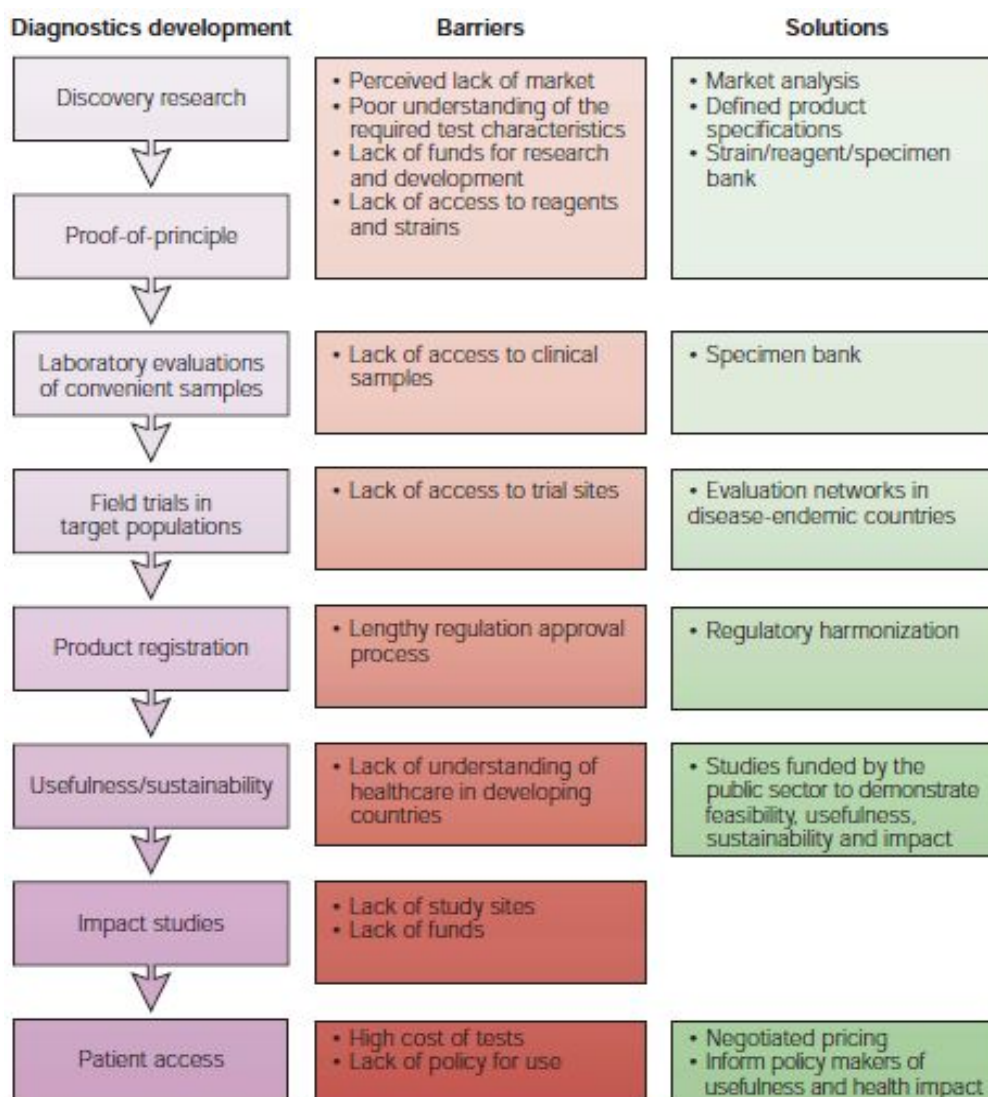 Diagnostics development
Barriers
Solutions
Discovery research
• Perceived lack of market
• Poor understanding of the
required test characteristics
• Lack of funds for research
and development
• Lack of access to reagents
and strains
• Market analysis
• Defined product
specifications
• Strain/reagent/specimen
bank
Proof-of-principle
Laboratory evaluations
of convenient samples
• Lack of access to clinical
samples
• Specimen bank
Field trials in
target populations
• Lack of access to trial sites
• Evaluation networks in
disease-endemic countries
Product registration
• Lengthy regulation approval
process
• Regulatory harmonization
Usefulness/sustainability
• Lack of understanding of
healthcare in developing
countries
• Studies funded by the
public sector to demonstrate
feasibility, usefulness,
sustainability and impact
Impact studies
• Lack of study sites
• Lack of funds
Patient access
• High cost of tests
• Lack of policy for use
• Negotiated pricing
• Inform policy makers of
usefulness and health impact